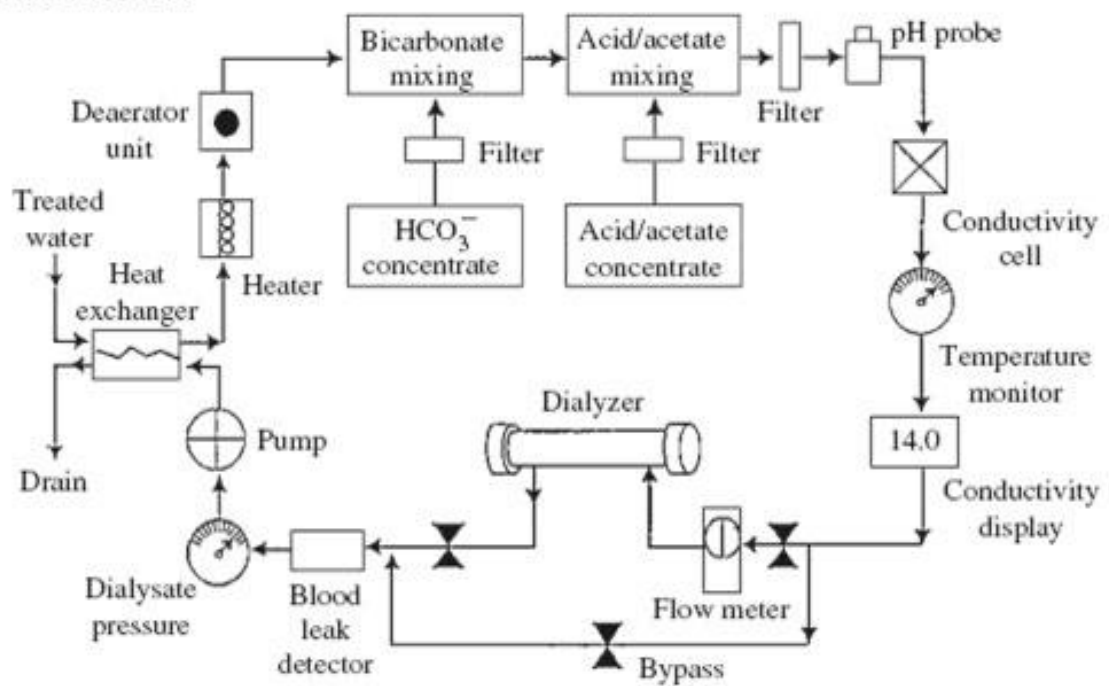 Bicarbonate
mixing
Acid/acetate
mixing
pH probe
Filter
Deaerator
unit
Filter
Filter
Treated
water
HCO₃⁻
concentrate
Acid/acetate
concentrate
Conductivity
cell
Heat
exchanger
Heater
Temperature
monitor
Dialyzer
Pump
14.0
Drain
Conductivity
display
Dialysate
pressure
Blood
leak
detector
Flow meter
Bypass